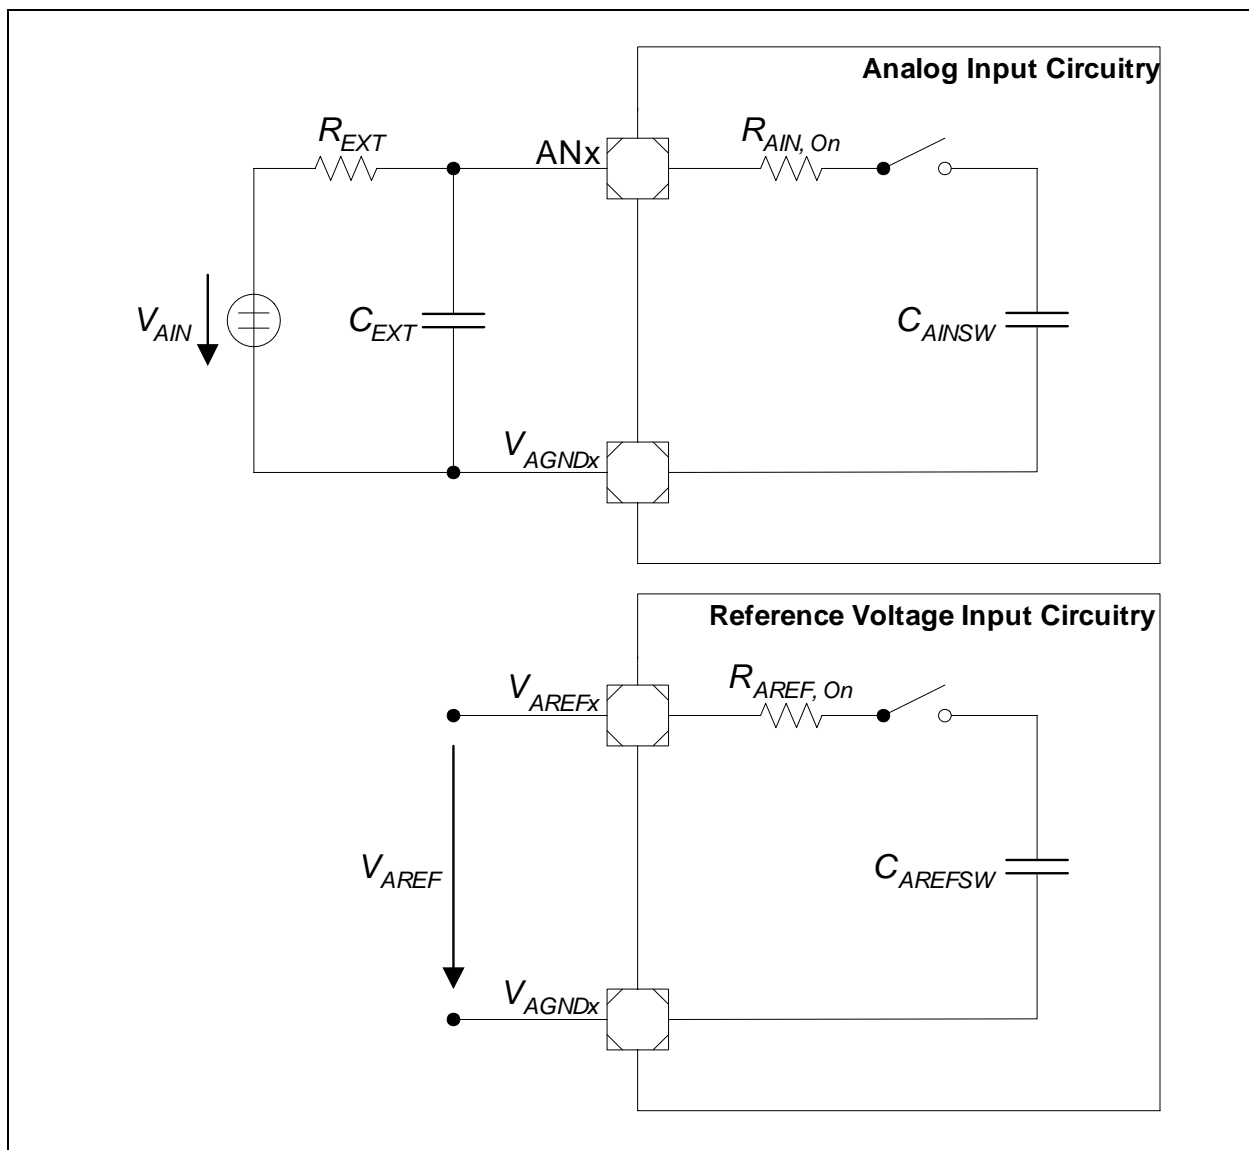 Analog Input Circuitry
R_EXT
ANx
R_AIN, On
V_AIN
C_EXT
C_AINSW
V_AGNDx
Reference Voltage Input Circuitry
V_AREFx
R_AREF, On
V_AREF
C_AREFSW
V_AGNDx